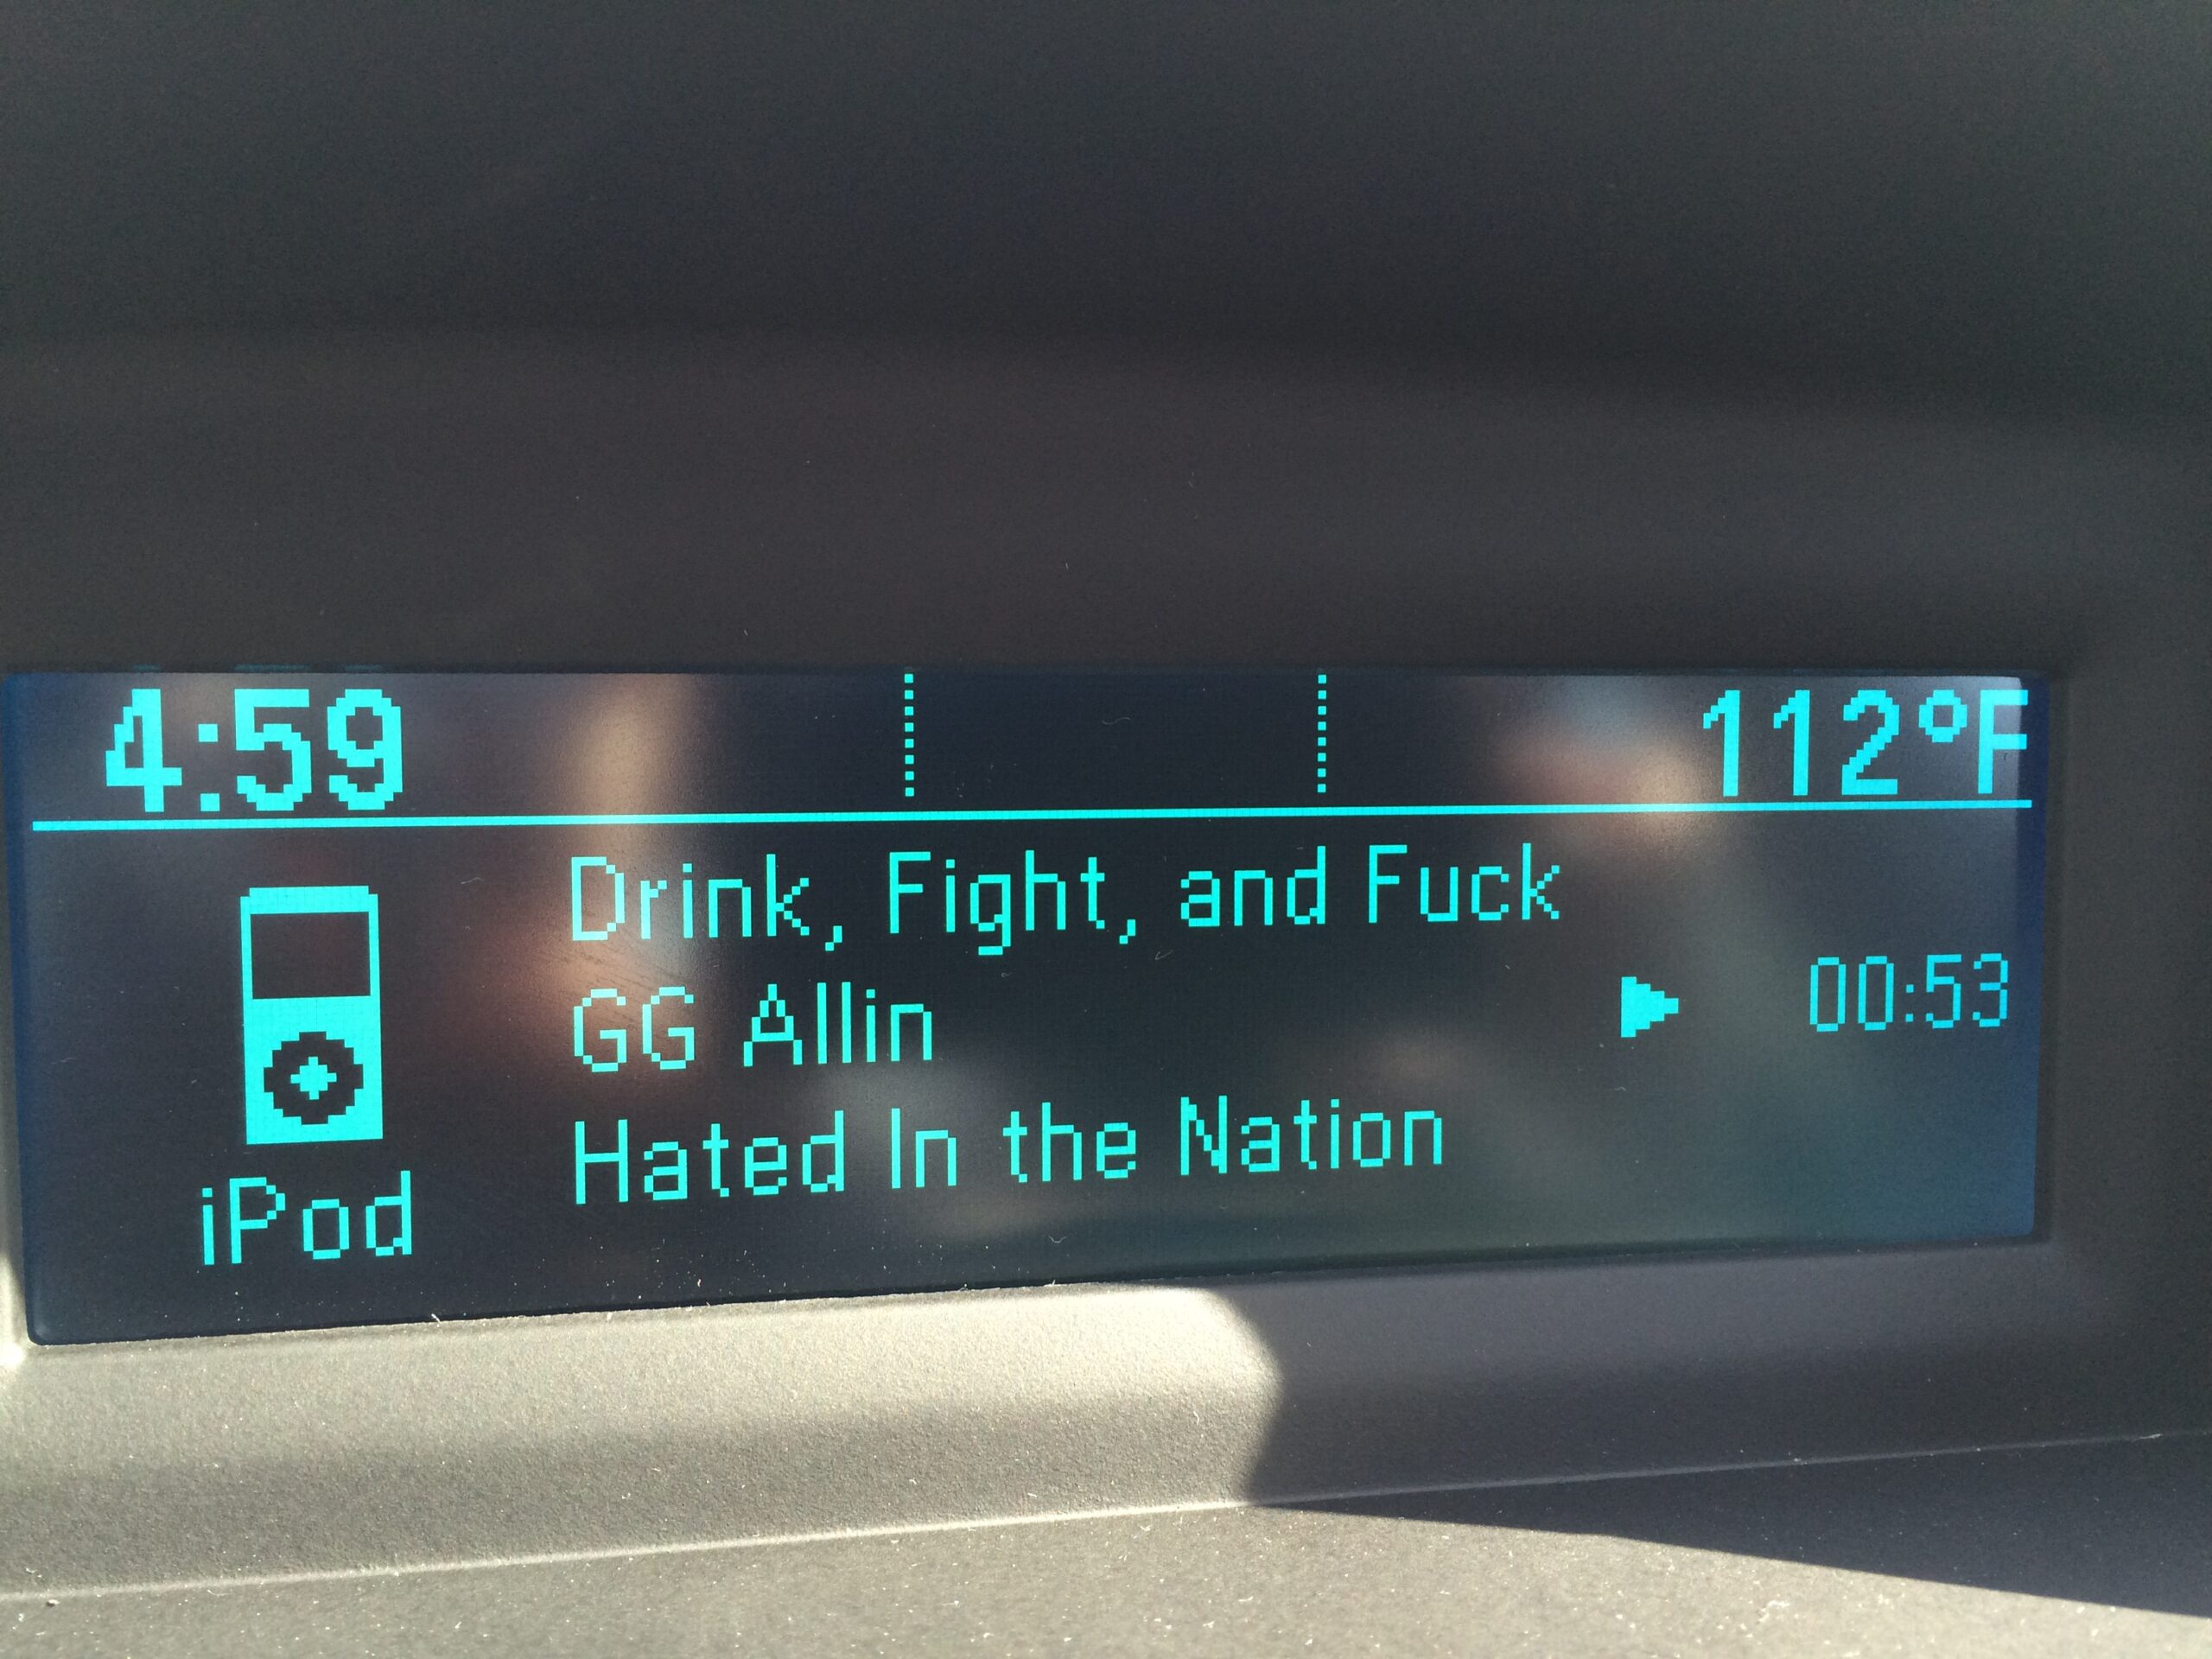 4:59 112°F
Drink, Fight, and Fuck
GG Allin 00:53
Hated In the Nation
iPod